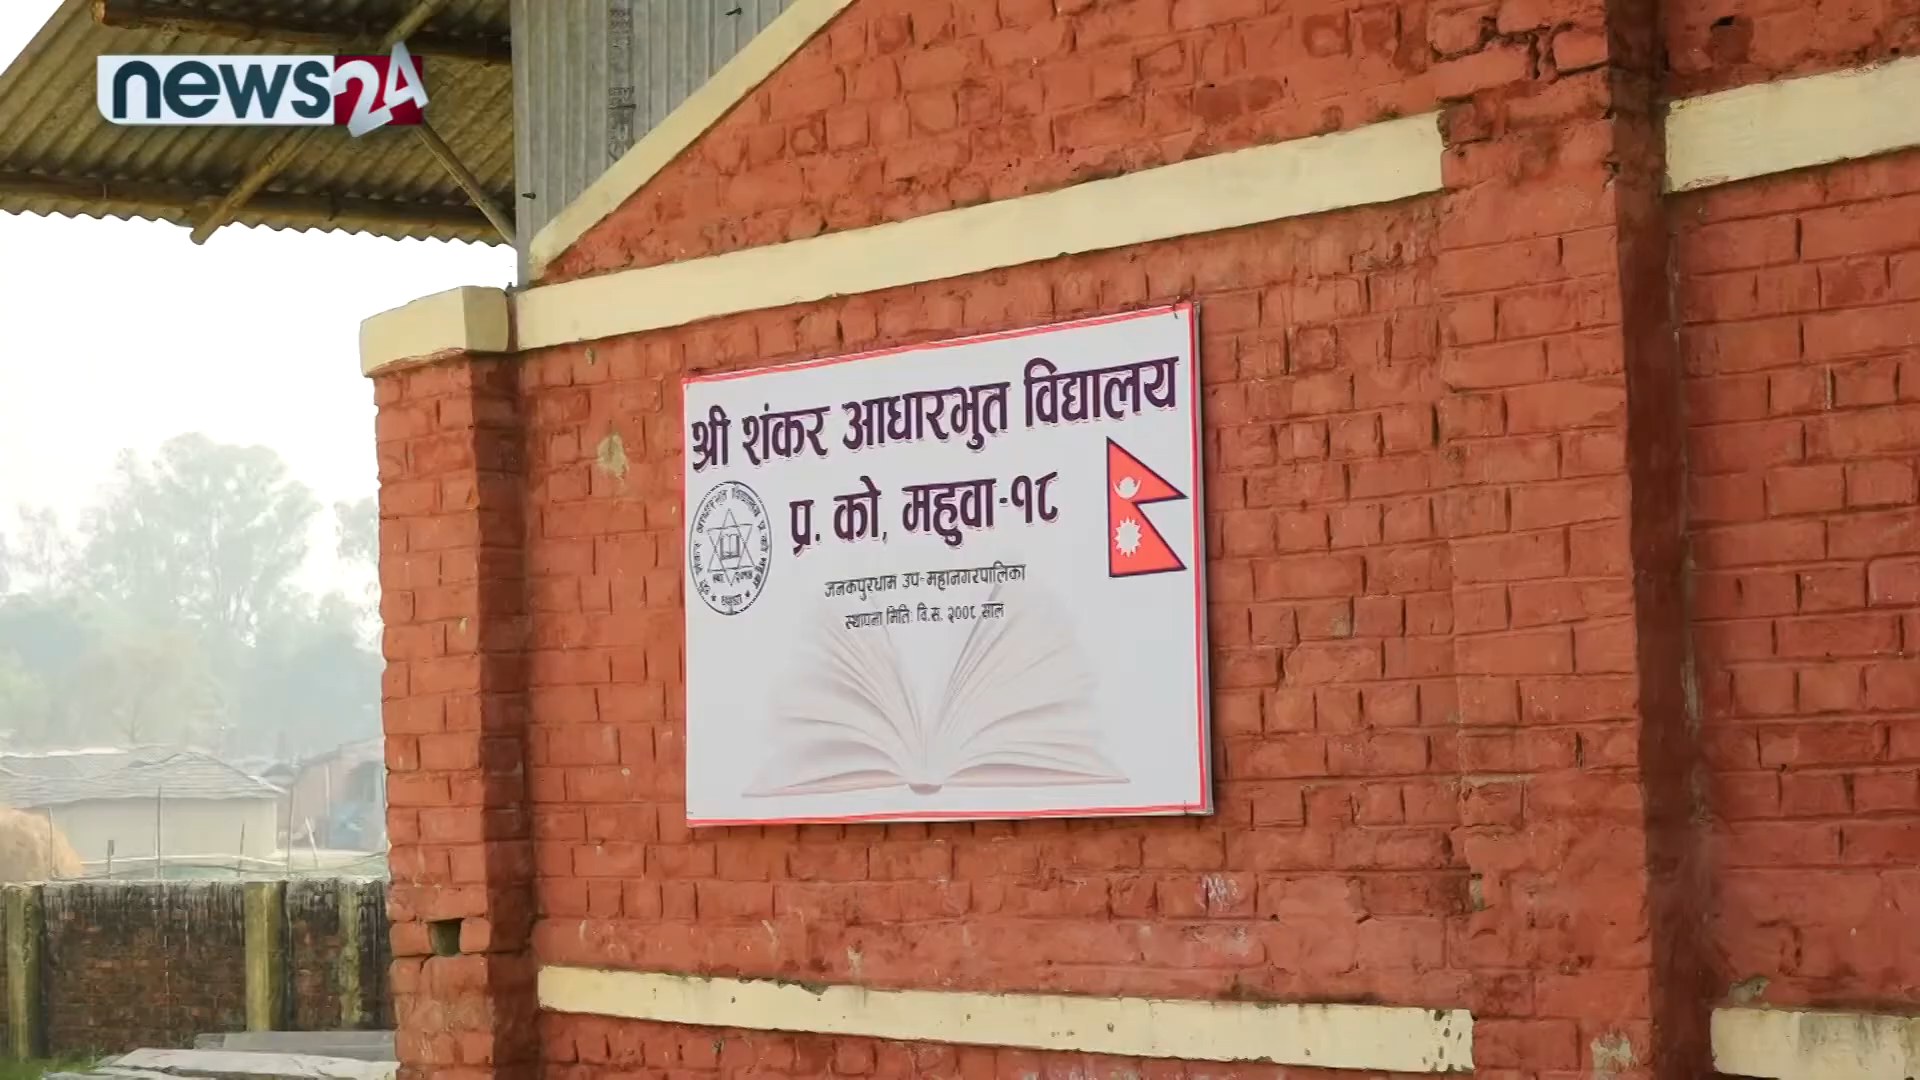 news24
श्री शंकर आधारभुत विद्यालय
प्र. को, महुवा-१८
जनकपुरधाम उप-महानगरपालिका
स्थापना मिति: वि.स. २००८ साल